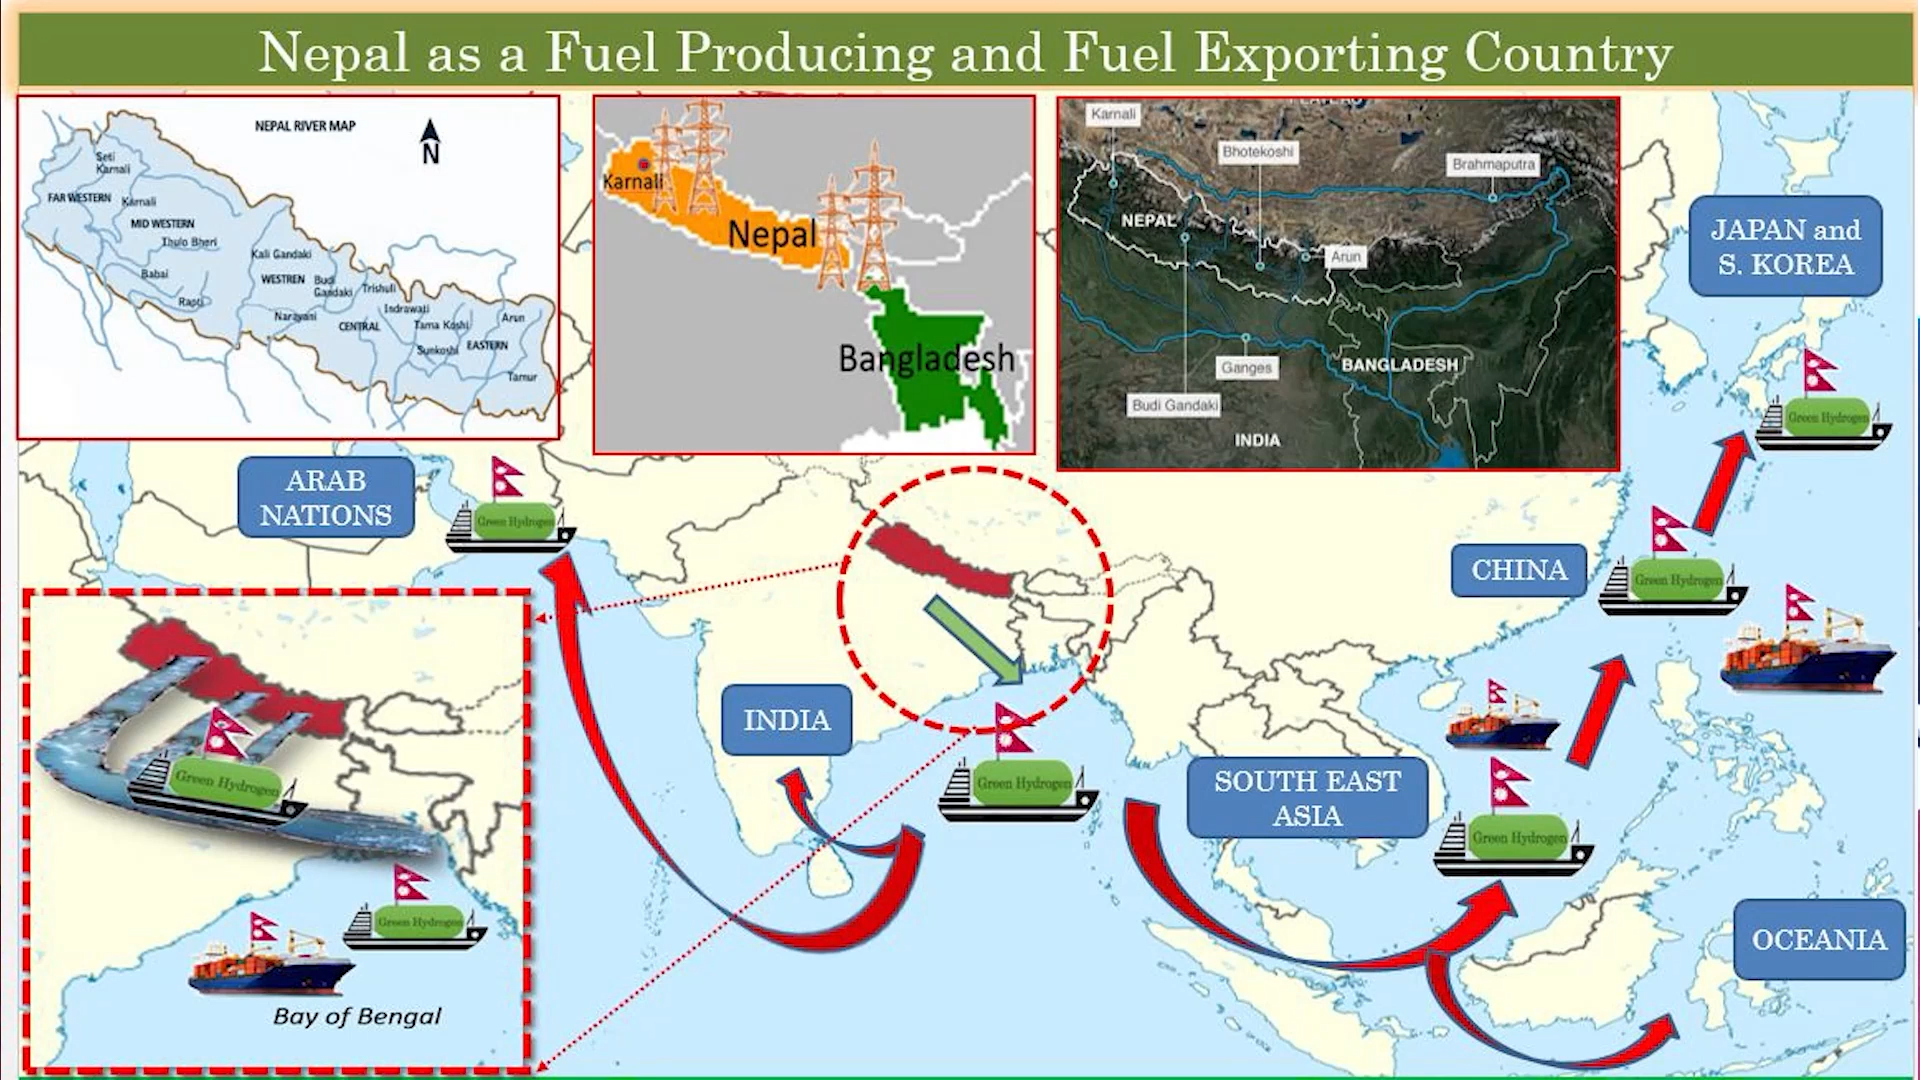 Nepal as a Fuel Producing and Fuel Exporting Country
NEPAL RIVER MAP
N
Seti
Karnali
FAR WESTERN
Karnali
MID WESTERN
Thulo Bheri
Kali Gandaki
Babai
WESTREN
Budi
Gandaki
Trishuli
Rapti
Narayani
Indrawati
CENTRAL
Tama Koshi
Arun
Sunkoshi
EASTERN
Tamur
Karnali
Nepal
Bangladesh
Karnali
Bhotekoshi
Brahmaputra
NEPAL
Arun
Ganges
BANGLADESH
Budi Gandaki
INDIA
JAPAN and
S. KOREA
Green Hydrogen
ARAB
NATIONS
Green Hydrogen
CHINA
Green Hydrogen
INDIA
Green Hydrogen
SOUTH EAST
ASIA
Green Hydrogen
OCEANIA
Green Hydrogen
Green Hydrogen
Bay of Bengal